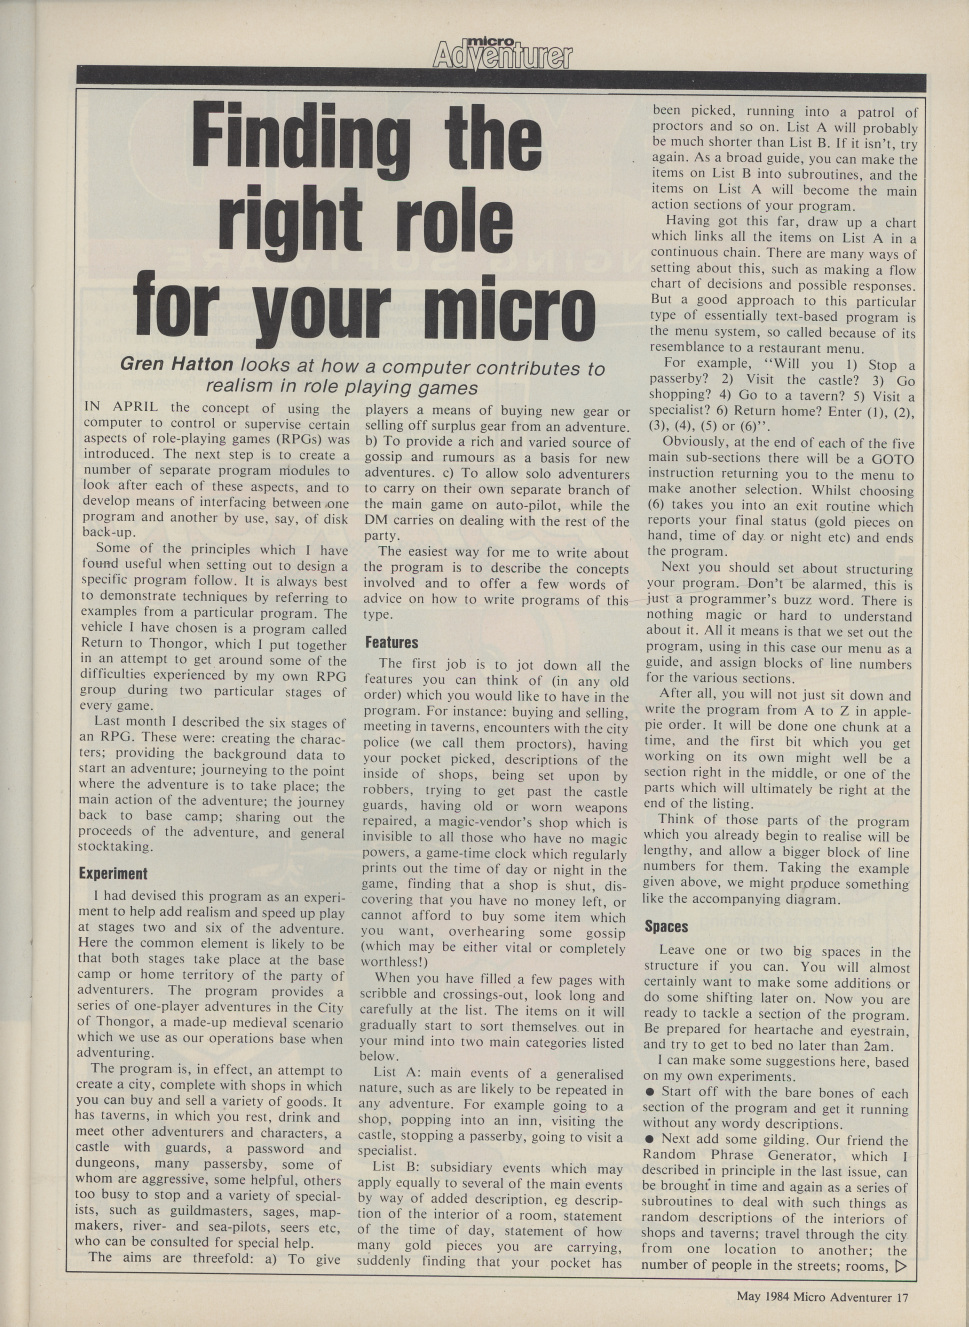 micro
Adventurer
Finding the
right role
for your micro
Gren Hatton looks at how a computer contributes to
realism in role playing games
IN APRIL the concept of using the
computer to control or supervise certain
aspects of role-playing games (RPGs) was
introduced. The next step is to create a
number of separate program modules to
look after each of these aspects, and to
develop means of interfacing between one
program and another by use, say, of disk
back-up.
Some of the principles which I have
found useful when setting out to design a
specific program follow. It is always best
to demonstrate techniques by referring to
examples from a particular program. The
vehicle I have chosen is a program called
Return to Thongor, which I put together
in an attempt to get around some of the
difficulties experienced by my own RPG
group during two particular stages of
every game.
Last month I described the six stages of
an RPG. These were: creating the charac-
ters; providing the background data to
start an adventure; journeying to the point
where the adventure is to take place; the
main action of the adventure; the journey
back to base camp; sharing out the
proceeds of the adventure, and general
stocktaking.
Experiment
I had devised this program as an experi-
ment to help add realism and speed up play
at stages two and six of the adventure.
Here the common element is likely to be
that both stages take place at the base
camp or home territory of the party of
adventurers. The program provides a
series of one-player adventures in the City
of Thongor, a made-up medieval scenario
which we use as our operations base when
adventuring.
The program is, in effect, an attempt to
create a city, complete with shops in which
you can buy and sell a variety of goods. It
has taverns, in which you rest, drink and
meet other adventurers and characters, a
castle with guards, a password and
dungeons, many passersby, some of
whom are aggressive, some helpful, others
too busy to stop and a variety of special-
ists, such as guildmasters, sages, map-
makers, river- and sea-pilots, seers etc,
who can be consulted for special help.
The aims are threefold: a) To give
players a means of buying new gear or
selling off surplus gear from an adventure.
b) To provide a rich and varied source of
gossip and rumours as a basis for new
adventures. c) To allow solo adventurers
to carry on their own separate branch of
the main game on auto-pilot, while the
DM carries on dealing with the rest of the
party.
The easiest way for me to write about
the program is to describe the concepts
involved and to offer a few words of
advice on how to write programs of this
type.
Features
The first job is to jot down all the
features you can think of (in any old
order) which you would like to have in the
program. For instance: buying and selling,
meeting in taverns, encounters with the city
police (we call them proctors), having
your pocket picked, descriptions of the
inside of shops, being set upon by
robbers, trying to get past the castle
guards, having old or worn weapons
repaired, a magic-vendor's shop which is
invisible to all those who have no magic
powers, a game-time clock which regularly
prints out the time of day or night in the
game, finding that a shop is shut, dis-
covering that you have no money left, or
cannot afford to buy some item which
you want, overhearing some gossip
(which may be either vital or completely
worthless!)
When you have filled a few pages with
scribble and crossings-out, look long and
carefully at the list. The items on it will
gradually start to sort themselves out in
your mind into two main categories listed
below.
List A: main events of a generalised
nature, such as are likely to be repeated in
any adventure. For example going to a
shop, popping into an inn, visiting the
castle, stopping a passerby, going to visit a
specialist.
List B: subsidiary events which may
apply equally to several of the main events
by way of added description, eg descrip-
tion of the interior of a room, statement
of the time of day, statement of how
many gold pieces you are carrying,
suddenly finding that your pocket has
been picked, running into a patrol of
proctors and so on. List A will probably
be much shorter than List B. If it isn't, try
again. As a broad guide, you can make the
items on List B into subroutines, and the
items on List A will become the main
action sections of your program.
Having got this far, draw up a chart
which links all the items on List A in a
continuous chain. There are many ways of
setting about this, such as making a flow
chart of decisions and possible responses.
But a good approach to this particular
type of essentially text-based program is
the menu system, so called because of its
resemblance to a restaurant menu.
For example, "Will you 1) Stop a
passerby? 2) Visit the castle? 3) Go
shopping? 4) Go to a tavern? 5) Visit a
specialist? 6) Return home? Enter (1), (2),
(3), (4), (5) or (6)".
Obviously, at the end of each of the five
main sub-sections there will be a GOTO
instruction returning you to the menu to
make another selection. Whilst choosing
(6) takes you into an exit routine which
reports your final status (gold pieces on
hand, time of day or night etc) and ends
the program.
Next you should set about structuring
your program. Don't be alarmed, this is
just a programmer's buzz word. There is
nothing magic or hard to understand
about it. All it means is that we set out the
program, using in this case our menu as a
guide, and assign blocks of line numbers
for the various sections.
After all, you will not just sit down and
write the program from A to Z in apple-
pie order. It will be done one chunk at a
time, and the first bit which you get
working on its own might well be a
section right in the middle, or one of the
parts which will ultimately be right at the
end of the listing.
Think of those parts of the program
which you already begin to realise will be
lengthy, and allow a bigger block of line
numbers for them. Taking the example
given above, we might produce something
like the accompanying diagram.
Spaces
Leave one or two big spaces in the
structure if you can. You will almost
certainly want to make some additions or
do some shifting later on. Now you are
ready to tackle a section of the program.
Be prepared for heartache and eyestrain,
and try to get to bed no later than 2am.
I can make some suggestions here, based
on my own experiments.
● Start off with the bare bones of each
section of the program and get it running
without any wordy descriptions.
● Next add some gilding. Our friend the
Random Phrase Generator, which I
described in principle in the last issue, can
be brought in time and again as a series of
subroutines to deal with such things as
random descriptions of the interiors of
shops and taverns; travel through the city
from one location to another; the
number of people in the streets; rooms, ▷
May 1984 Micro Adventurer 17